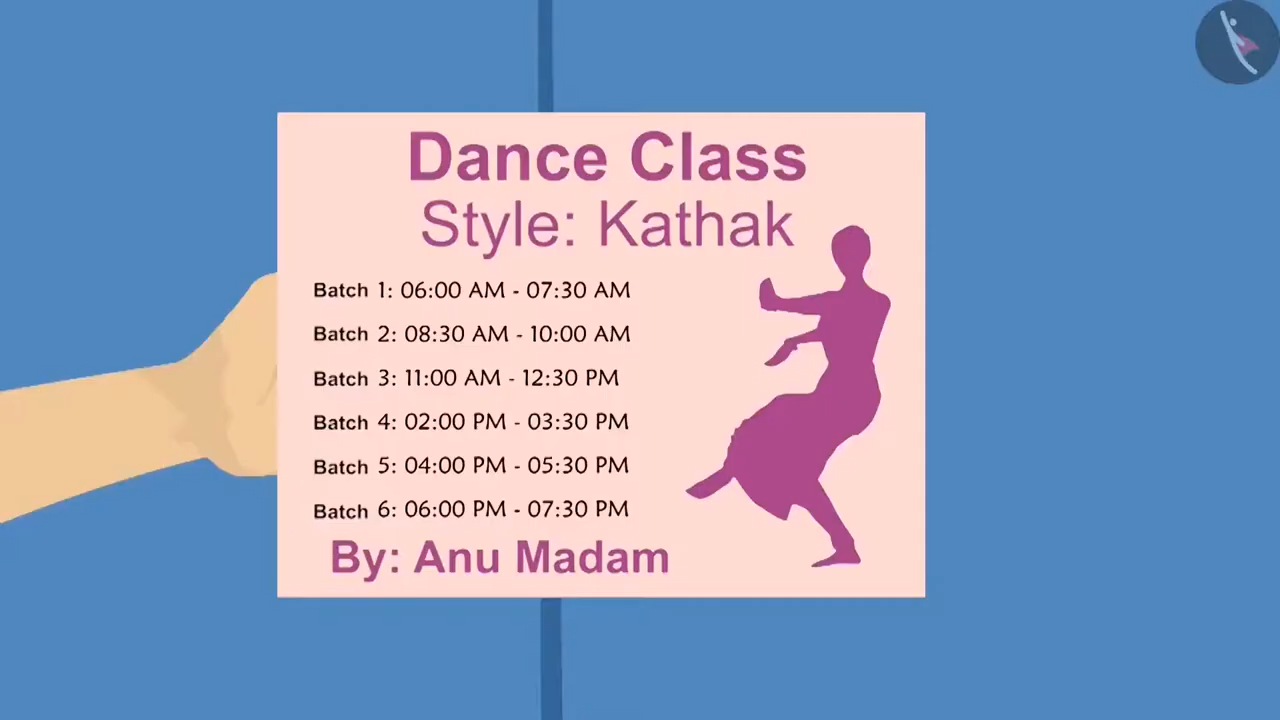 Dance Class
Style: Kathak
Batch 1: 06:00 AM - 07:30 AM
Batch 2: 08:30 AM - 10:00 AM
Batch 3: 11:00 AM - 12:30 PM
Batch 4: 02:00 PM - 03:30 PM
Batch 5: 04:00 PM - 05:30 PM
Batch 6: 06:00 PM - 07:30 PM
By: Anu Madam